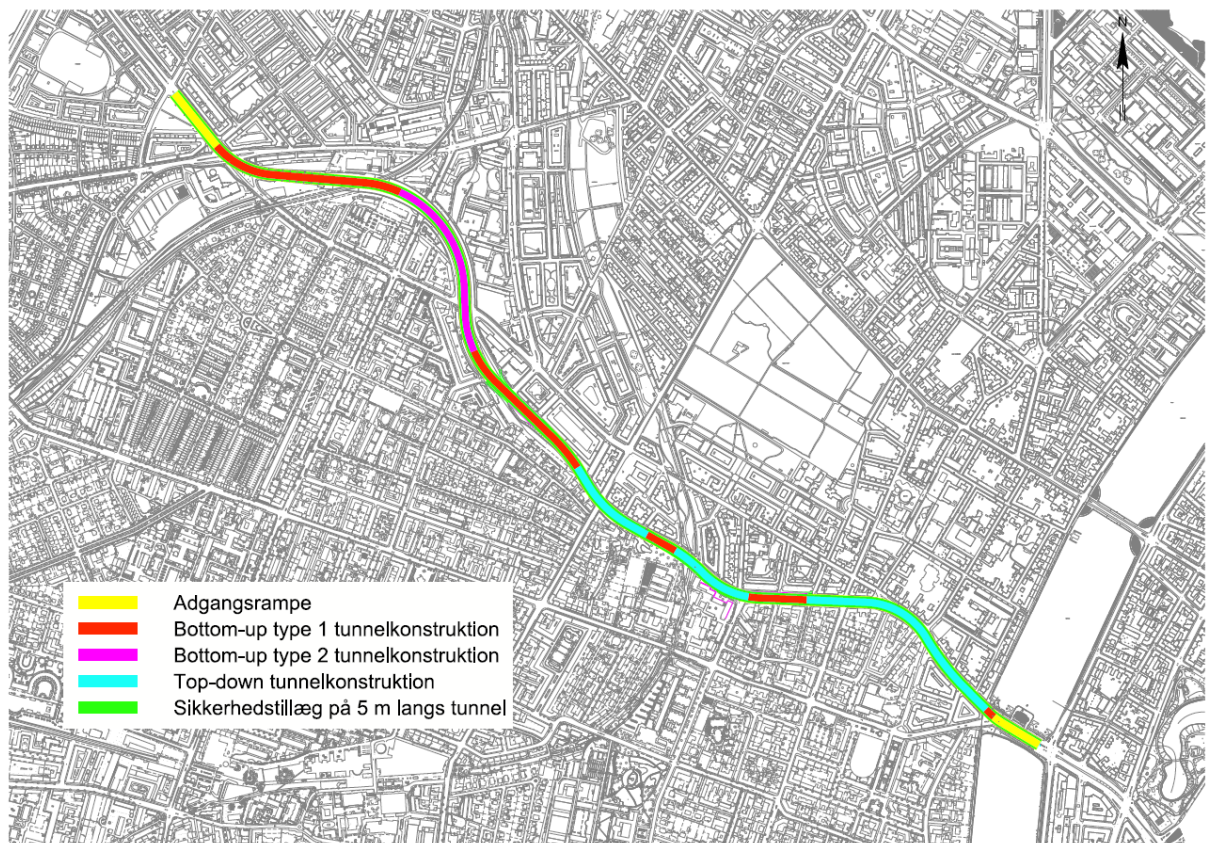 N
Adgangsrampe
Bottom-up type 1 tunnelkonstruktion
Bottom-up type 2 tunnelkonstruktion
Top-down tunnelkonstruktion
Sikkerhedstillæg på 5 m langs tunnel